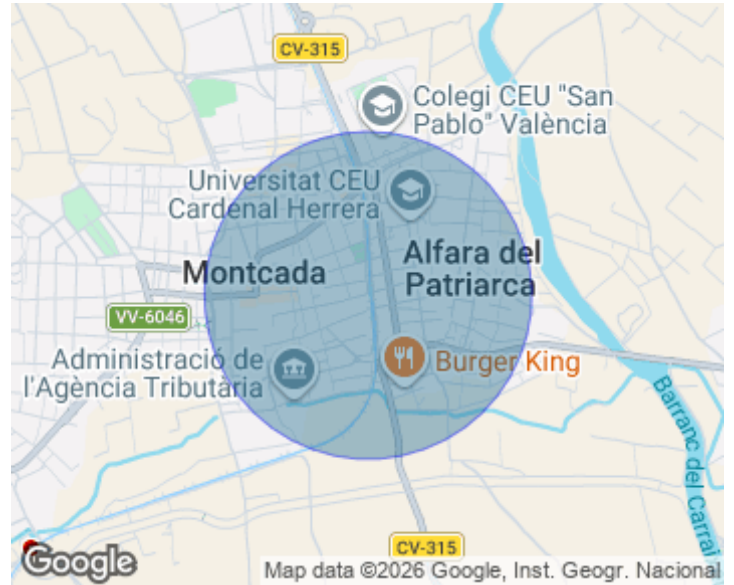 CV-315
Colegi CEU "San
Pablo" València
Universitat CEU
Cardenal Herrera
Alfara del
Patriarca
Montcada
VV-6046
Administració de
l'Agència Tributària
Burger King
Barranc del Carrai
CV-315
Google
Map data ©2026 Google, Inst. Geogr. Nacional